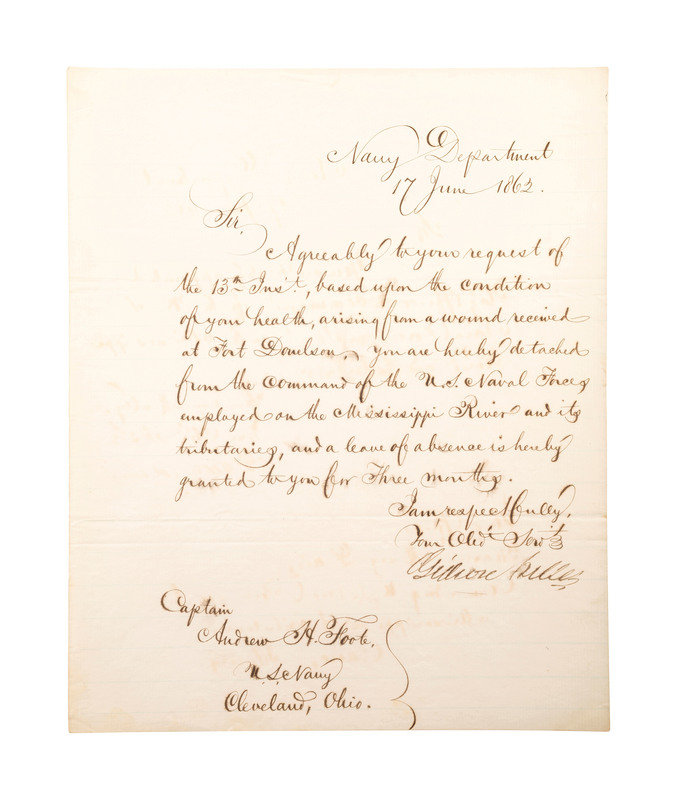 Navy Department
17 June 1862.
Sir,
Agreeably to your request of
the 13th Inst., based upon the condition
of your health, arising from a wound received
at Fort Donelson, you are hereby detached
from the command of the U.S. Naval Forces
employed on the Mississippi River and its
tributaries, and a leave of absence is hereby
granted to you for Three months.
I am, respectfully,
Your Obdt Servt
Gideon Welles
Captain
Andrew H. Foote,
U.S. Navy
Cleveland, Ohio.